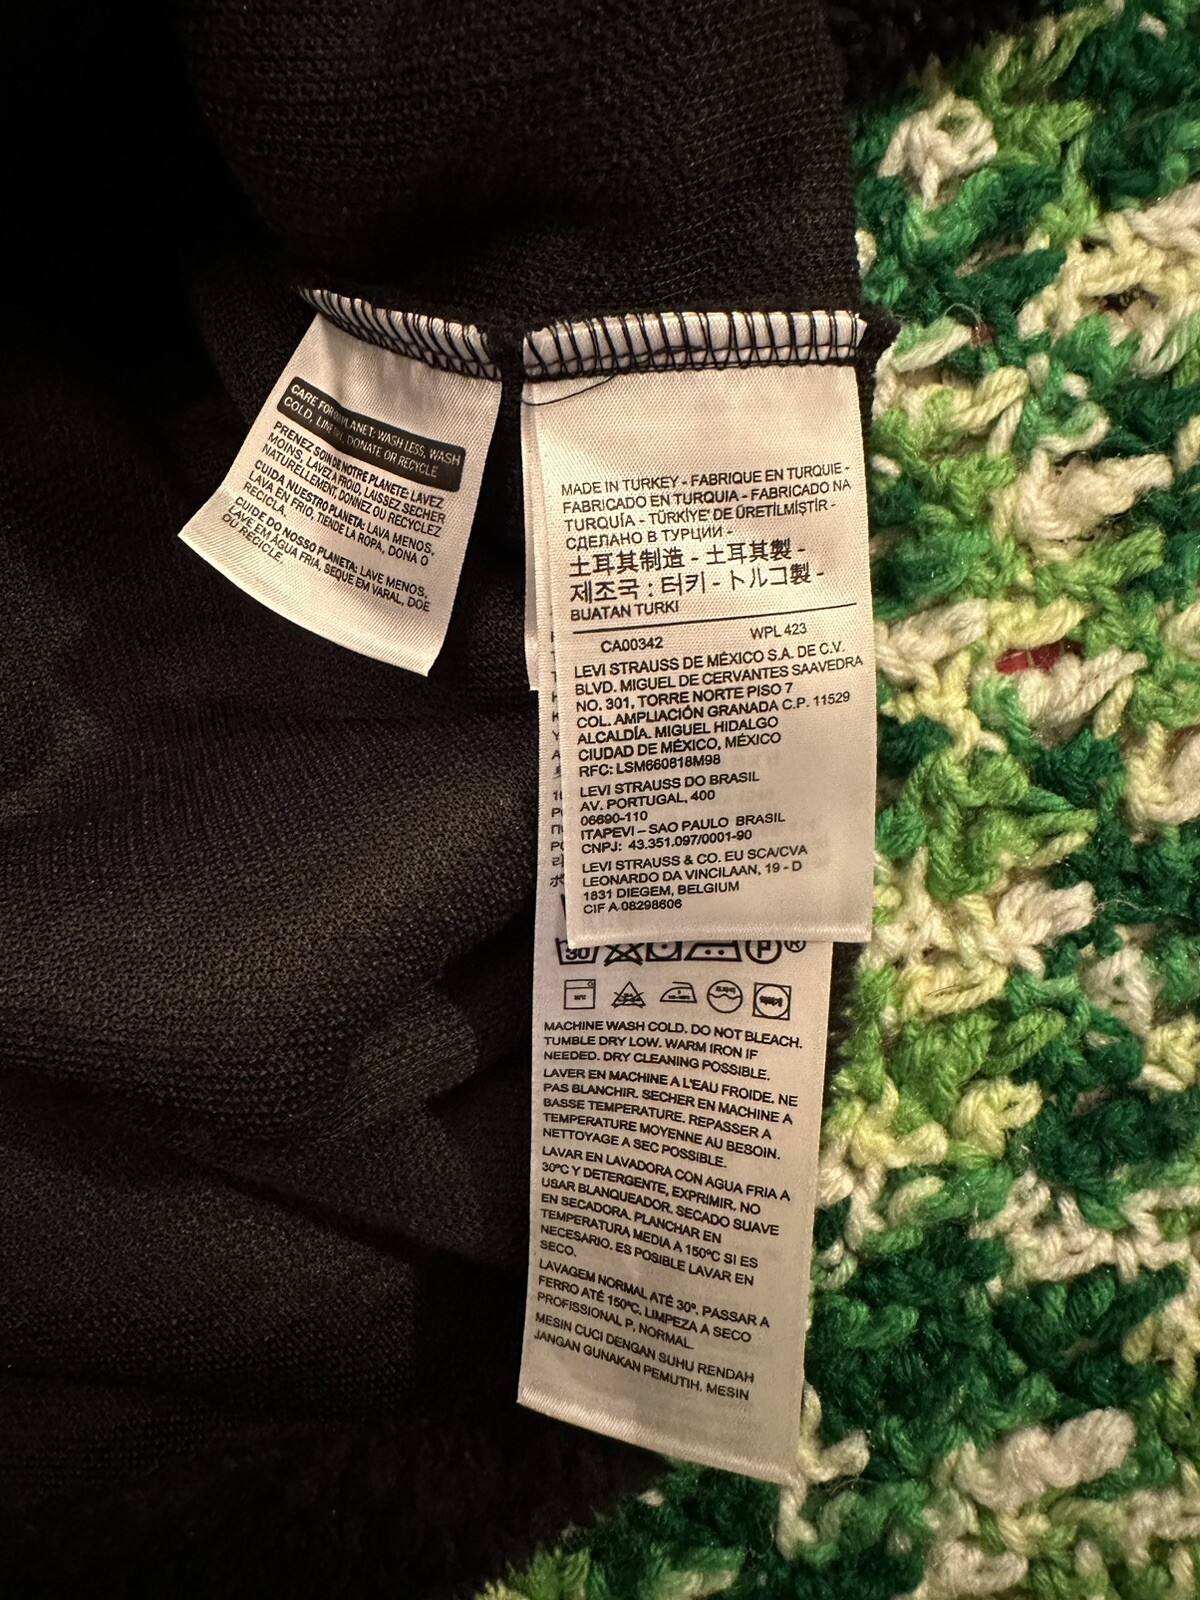 CARE FOR OUR PLANET: WASH LESS, WASH
COLD, LINE DRY, DONATE OR RECYCLE
PRENEZ SOIN DE NOTRE PLANETE: LAVEZ
MOINS, LAVEZ A FROID, LAISSEZ SECHER
NATURELLEMENT, DONNEZ OU RECYCLEZ
CUIDA NUESTRO PLANETA: LAVA MENOS,
LAVA EN FRIO, TIENDE LA ROPA, DONA O
RECICLA.
CUIDE DO NOSSO PLANETA: LAVE MENOS,
LAVE EM ÁGUA FRIA, SEQUE EM VARAL, DOE
OU RECICLE.
MADE IN TURKEY - FABRIQUE EN TURQUIE -
FABRICADO EN TURQUIA - FABRICADO NA
TURQUÍA - TÜRKİYE' DE ÜRETİLMİŞTİR -
СДЕЛАНО В ТУРЦИИ -
土耳其制造 - 土耳其製 -
제조국 : 터키 - トルコ製 -
BUATAN TURKI
CA00342 WPL 423
LEVI STRAUSS DE MÉXICO S.A. DE C.V.
BLVD. MIGUEL DE CERVANTES SAAVEDRA
NO. 301, TORRE NORTE PISO 7
COL. AMPLIACIÓN GRANADA C.P. 11529
ALCALDÍA. MIGUEL HIDALGO
CIUDAD DE MÉXICO, MÉXICO
RFC: LSM660818M98
LEVI STRAUSS DO BRASIL
AV. PORTUGAL, 400
06690-110
ITAPEVI – SAO PAULO BRASIL
CNPJ: 43.351.097/0001-90
LEVI STRAUSS & CO. EU SCA/CVA
LEONARDO DA VINCILAAN, 19 - D
1831 DIEGEM, BELGIUM
CIF A 08298606
30 P ®
MACHINE WASH COLD. DO NOT BLEACH.
TUMBLE DRY LOW. WARM IRON IF
NEEDED. DRY CLEANING POSSIBLE.
LAVER EN MACHINE A L'EAU FROIDE. NE
PAS BLANCHIR. SECHER EN MACHINE A
BASSE TEMPERATURE. REPASSER A
TEMPERATURE MOYENNE AU BESOIN.
NETTOYAGE A SEC POSSIBLE.
LAVAR EN LAVADORA CON AGUA FRIA A
30ºC Y DETERGENTE, EXPRIMIR. NO
USAR BLANQUEADOR. SECADO SUAVE
EN SECADORA. PLANCHAR EN
TEMPERATURA MEDIA A 150ºC SI ES
NECESARIO. ES POSIBLE LAVAR EN
SECO.
LAVAGEM NORMAL ATÉ 30º. PASSAR A
FERRO ATÉ 150ºC. LIMPEZA A SECO
PROFISSIONAL P, NORMAL.
MESIN CUCI DENGAN SUHU RENDAH
JANGAN GUNAKAN PEMUTIH. MESIN